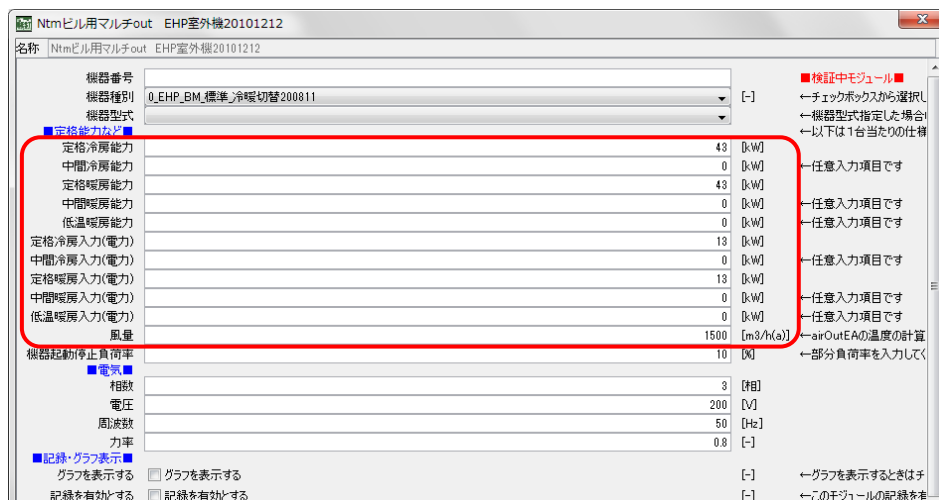 Ntmビル用マルチout EHP室外機20101212
名称 Ntmビル用マルチout EHP室外機20101212
機器番号 ■検証中モジュール■
機器種別 0_EHP_BM_標準_冷暖切替200811 [-] ←チェックボックスから選択し
機器型式 ←機器型式指定した場合
■定格能力など■ ←以下は1台当たりの仕様
定格冷房能力 43 [kW]
中間冷房能力 0 [kW] ←任意入力項目です
定格暖房能力 43 [kW]
中間暖房能力 0 [kW] ←任意入力項目です
低温暖房能力 0 [kW] ←任意入力項目です
定格冷房入力(電力) 13 [kW]
中間冷房入力(電力) 0 [kW] ←任意入力項目です
定格暖房入力(電力) 13 [kW]
中間暖房入力(電力) 0 [kW] ←任意入力項目です
低温暖房入力(電力) 0 [kW] ←任意入力項目です
風量 1500 [m3/h(a)] ←airOutEAの温度の計算
機器起動停止負荷率 10 [%] ←部分負荷率を入力してく
■電気■
相数 3 [相]
電圧 200 [V]
周波数 50 [Hz]
力率 0.8 [-]
■記録・グラフ表示■
グラフを表示する グラフを表示する [-] ←グラフを表示するときはチ
記録を有効とする 記録を有効とする [-] ←このモジュールの記録を有